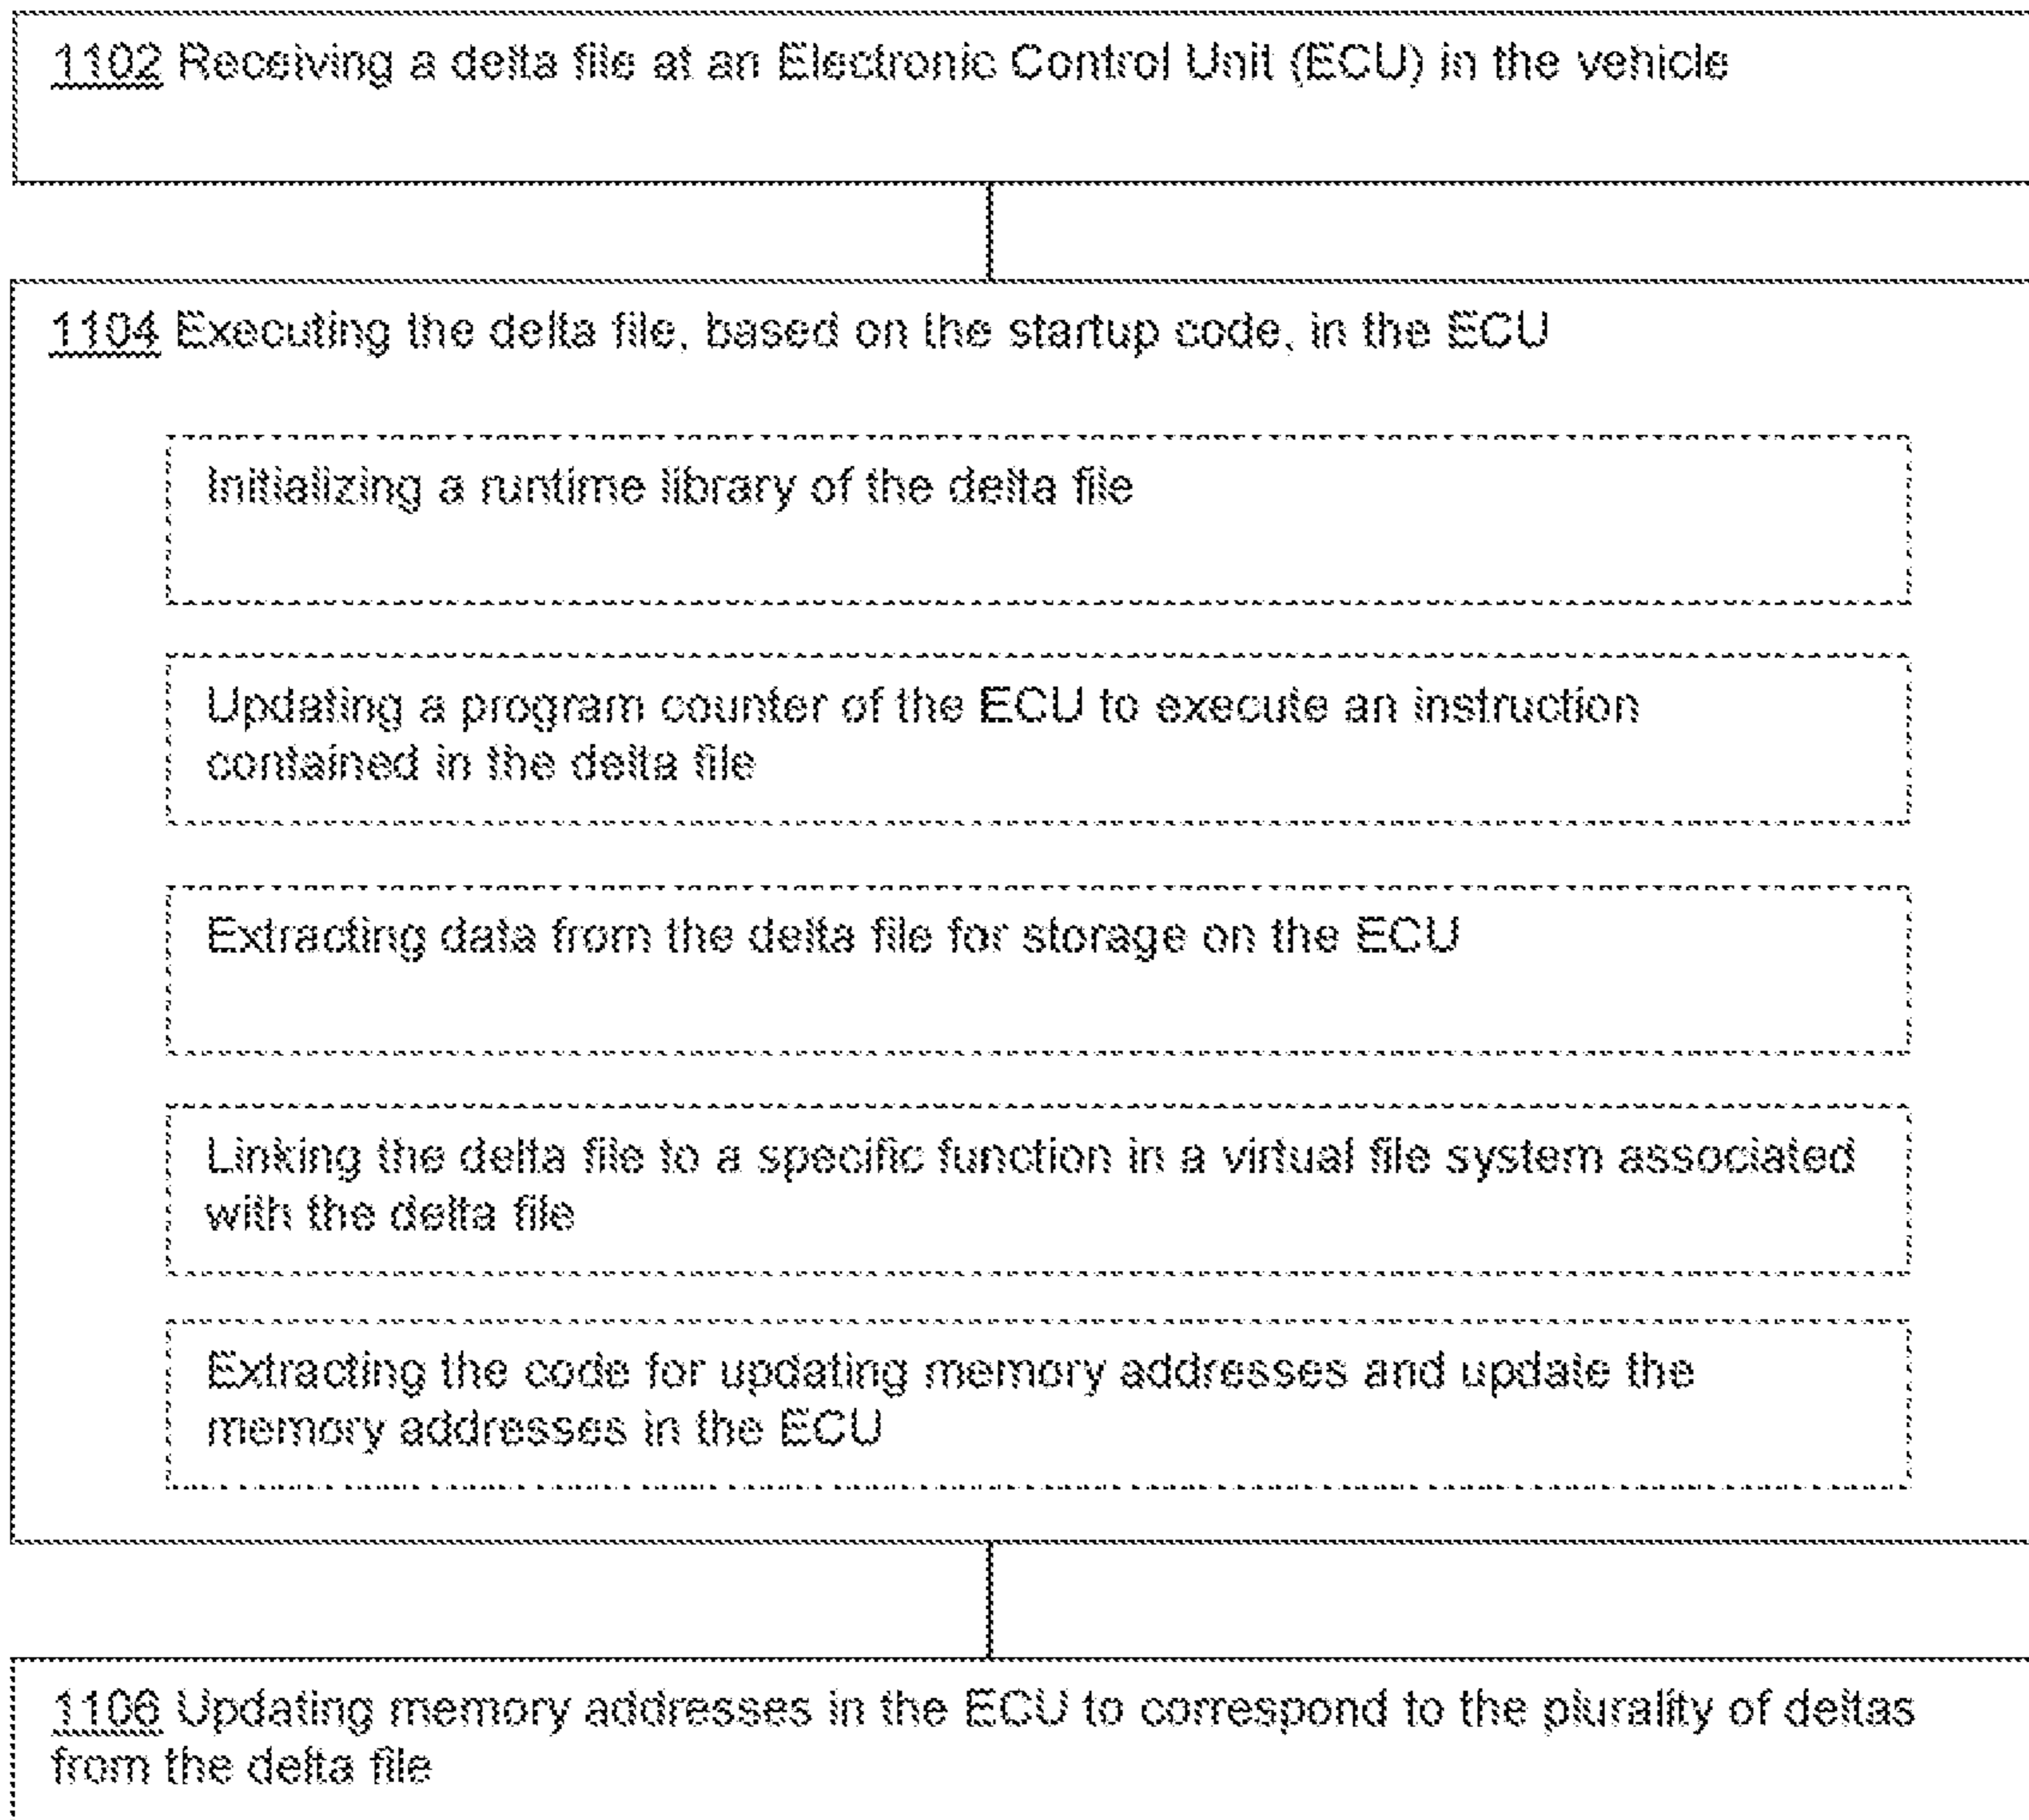 1102 Receiving a delta file at an Electronic Control Unit (ECU) in the vehicle
1104 Executing the delta file, based on the startup code, in the ECU
Initializing a runtime library of the delta file
Updating a program counter of the ECU to execute an instruction
contained in the delta file
Extracting data from the delta file for storage on the ECU
Linking the delta file to a specific function in a virtual file system associated
with the delta file
Extracting the code for updating memory addresses and update the
memory addresses in the ECU
1106 Updating memory addresses in the ECU to correspond to the plurality of deltas
from the delta file